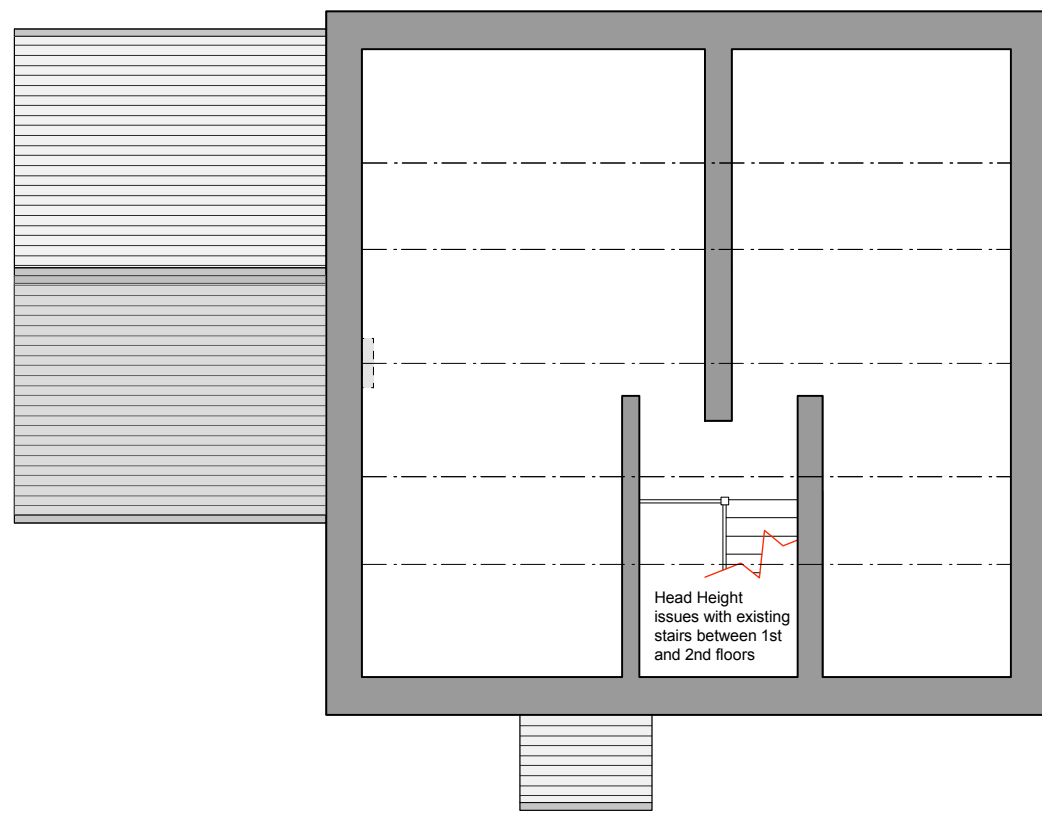 Head Height
issues with existing
stairs between 1st
and 2nd floors